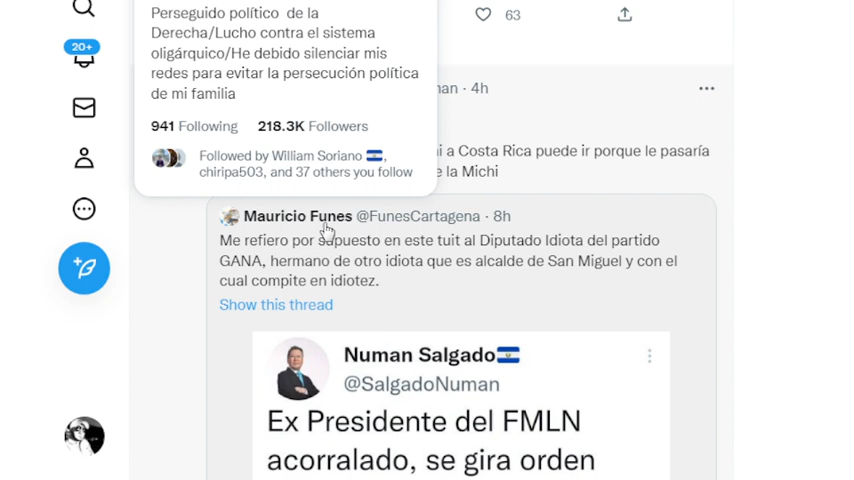 Perseguido político de la
Derecha/Lucho contra el sistema
oligárquico/He debido silenciar mis
redes para evitar la persecución política
de mi familia
941 Following 218.3K Followers
Followed by William Soriano
chiripa503, and 37 others you follow
63
20+
man · 4h
i a Costa Rica puede ir porque le pasaría
e la Michi
Mauricio Funes @FunesCartagena · 8h
Me refiero por supuesto en este tuit al Diputado Idiota del partido
GANA, hermano de otro idiota que es alcalde de San Miguel y con el
cual compite en idiotez.
Show this thread
Numan Salgado
@SalgadoNuman
Ex Presidente del FMLN
acorralado, se gira orden